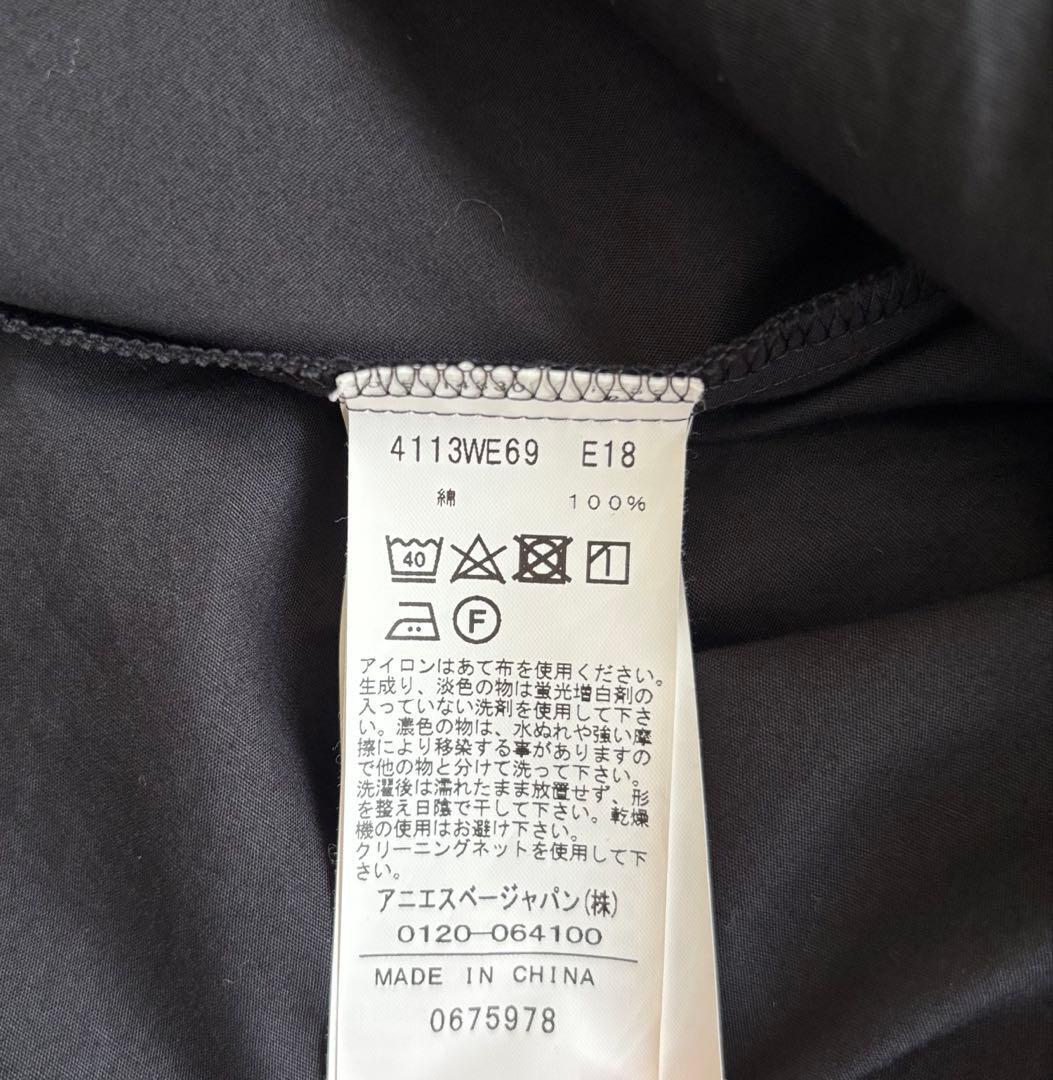 4113WE69 E18
綿 100%
40
F
アイロンはあて布を使用ください。
生成り、淡色の物は蛍光増白剤の
入っていない洗剤を使用して下さ
い。濃色の物は、水ぬれや強い摩
擦により移染する事がありますの
で他の物と分けて洗って下さい。
洗濯後は濡れたまま放置せず、形
を整え日陰で干して下さい。乾燥
機の使用はお避け下さい。
クリーニングネットを使用して下
さい。
アニエスベージャパン(株)
0120-064100
MADE IN CHINA
0675978